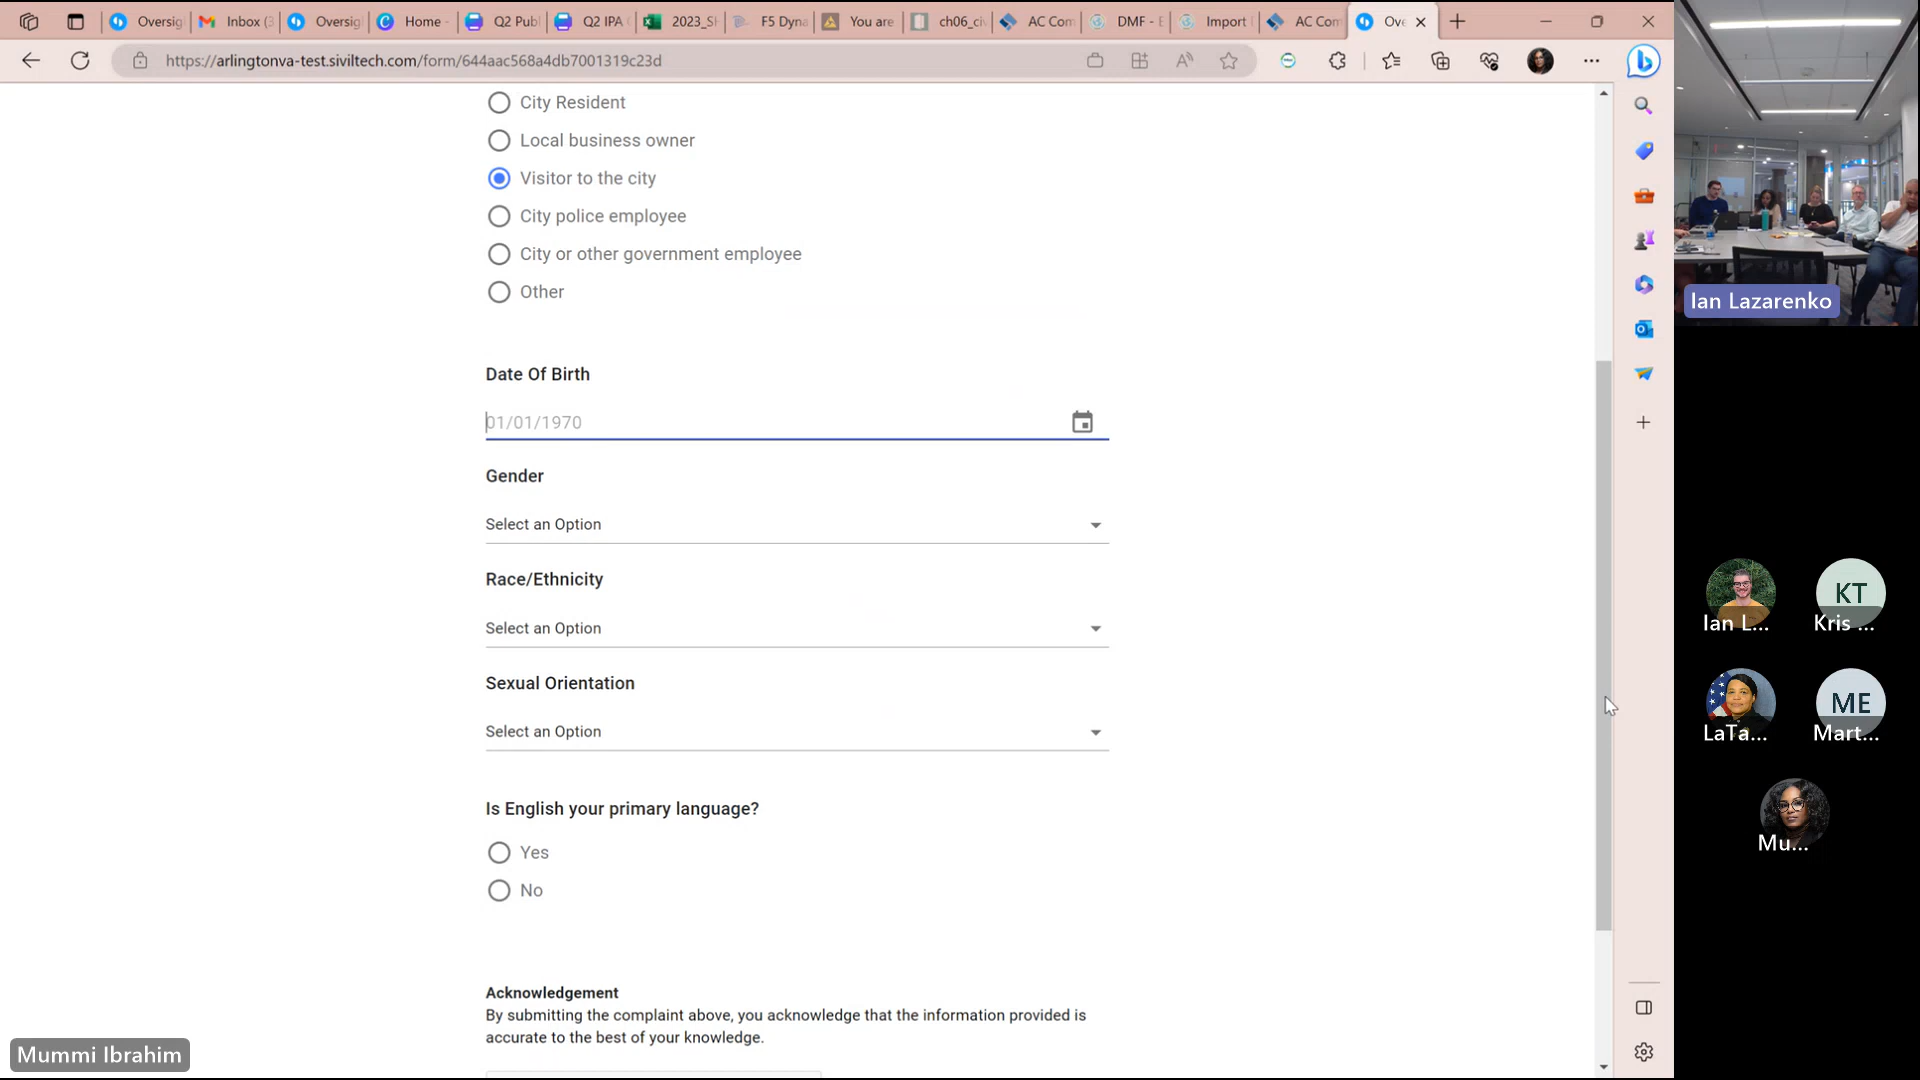 Oversig
Inbox (3
Oversig
Home -
Q2 Publ
Q2 IPA
2023_SI
F5 Dyna
You are
ch06_ci
AC Com
DMF - E
Import
AC Com
Ove
https://arlingtonva-test.siviltech.com/form/644aac568a4db7001319c23d
City Resident
Local business owner
Visitor to the city
City police employee
City or other government employee
Other
Date Of Birth
01/01/1970
Gender
Select an Option
Race/Ethnicity
Select an Option
Sexual Orientation
Select an Option
Is English your primary language?
Yes
No
Acknowledgement
By submitting the complaint above, you acknowledge that the information provided is
accurate to the best of your knowledge.
Mummi Ibrahim
Ian Lazarenko
Ian L...
KT
Kris ...
LaTa...
ME
Mart...
Mu...